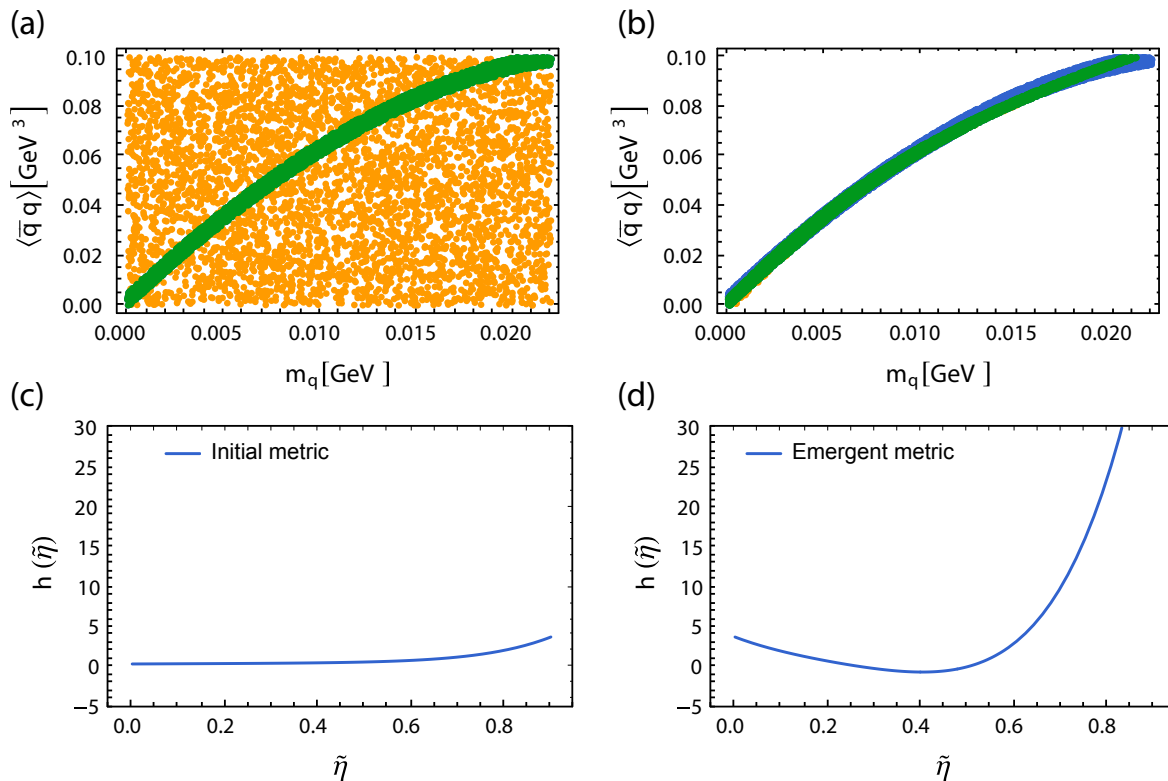 (a)
(b)
⟨q̅ q⟩[GeV ³]
0.10
0.08
0.06
0.04
0.02
0.00
0.000 0.005 0.010 0.015 0.020
m_q [GeV ]
⟨q̅ q⟩[GeV ³]
0.10
0.08
0.06
0.04
0.02
0.00
0.000 0.005 0.010 0.015 0.020
m_q [GeV ]
(c)
(d)
h (η̃)
30
25
20
15
10
5
0
−5
Initial metric
0.0 0.2 0.4 0.6 0.8
η̃
h (η̃)
30
25
20
15
10
5
0
−5
Emergent metric
0.0 0.2 0.4 0.6 0.8
η̃